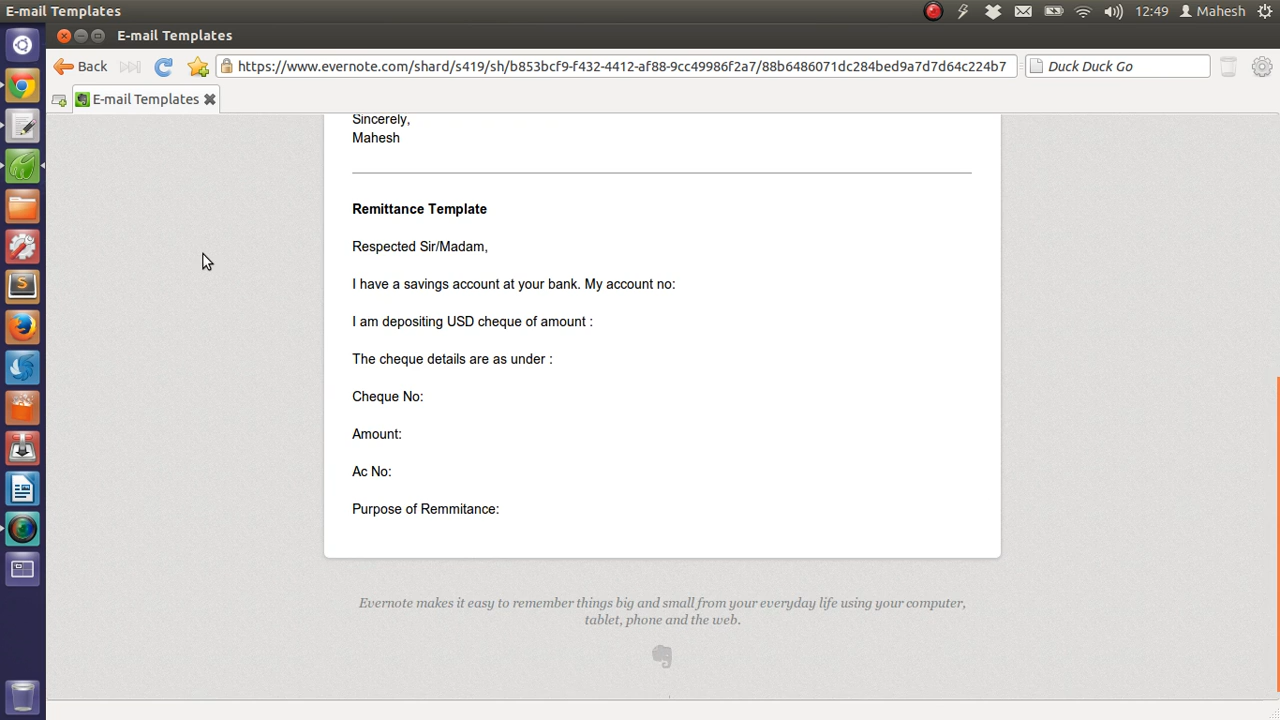 E-mail Templates
12:49 Mahesh
E-mail Templates
Back
https://www.evernote.com/shard/s419/sh/b853bcf9-f432-4412-af88-9cc49986f2a7/88b6486071dc284bed9a7d7d64c224b7
Duck Duck Go
E-mail Templates
Sincerely,
Mahesh
Remittance Template
Respected Sir/Madam,
I have a savings account at your bank. My account no:
I am depositing USD cheque of amount :
The cheque details are as under :
Cheque No:
Amount:
Ac No:
Purpose of Remmitance:
Evernote makes it easy to remember things big and small from your everyday life using your computer,
tablet, phone and the web.